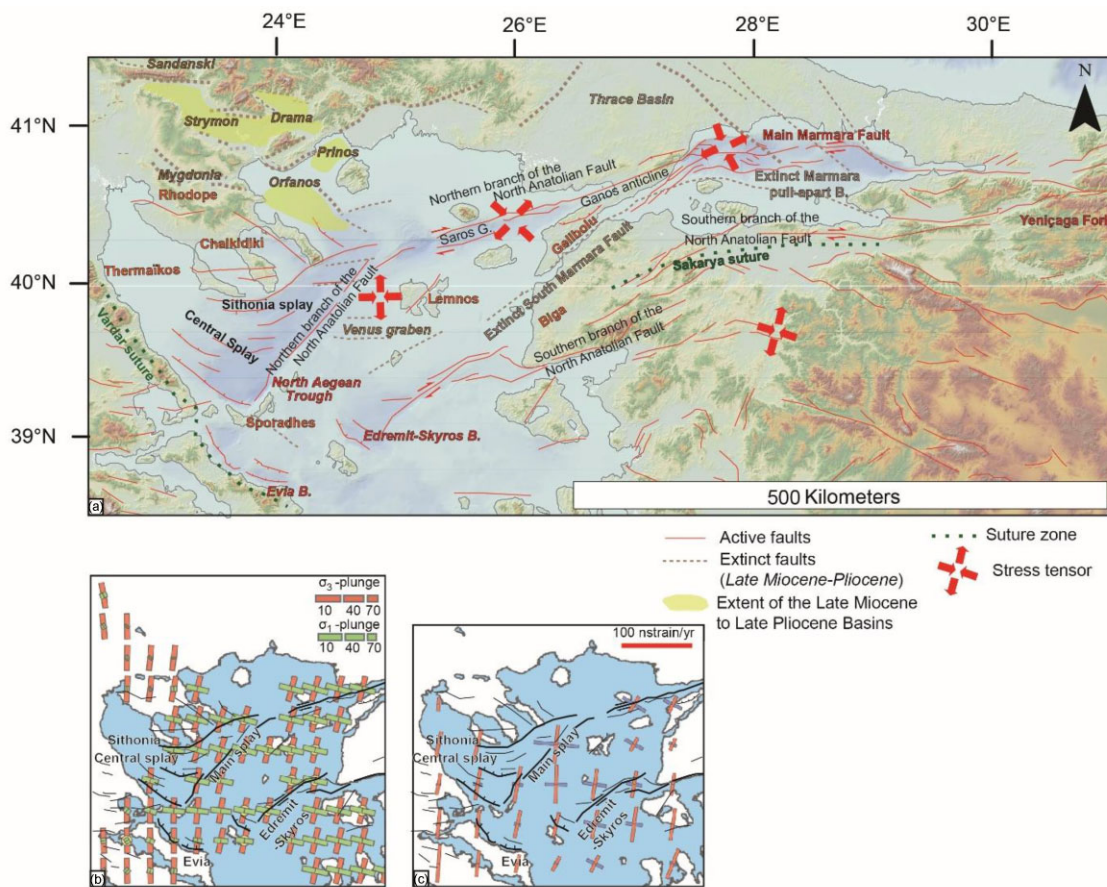 24°E
26°E
28°E
30°E
41°N
40°N
39°N
N
Sandanski
Strymon
Drama
Prinos
Mygdonia
Orfanos
Rhodope
Chalkidiki
Thermaïkos
Sithonia splay
Central Splay
Vardar suture
Northern branch of the
North Anatolian Fault
North Aegean
Trough
Sporadhes
Evia B.
Edremit-Skyros B.
Venus graben
Lemnos
Saros G.
Northern branch of the
North Anatolian Fault
Ganos anticline
Thrace Basin
Main Marmara Fault
Extinct Marmara
pull-apart B.
Gelibolu
Extinct South Marmara Fault
Biga
Southern branch of the
North Anatolian Fault
Sakarya suture
Southern branch of the
North Anatolian Fault
Yeniçaga Fork
500 Kilometers
(a)
Active faults
Extinct faults
(Late Miocene-Pliocene)
Extent of the Late Miocene
to Late Pliocene Basins
Suture zone
Stress tensor
σ3 -plunge
10 40 70
σ1 -plunge
10 40 70
Sithonia
Central splay
Main splay
Edremit
-Skyros
Evia
(b)
100 nstrain/yr
Sithonia
Central splay
Main splay
Edremit
-Skyros
Evia
(c)